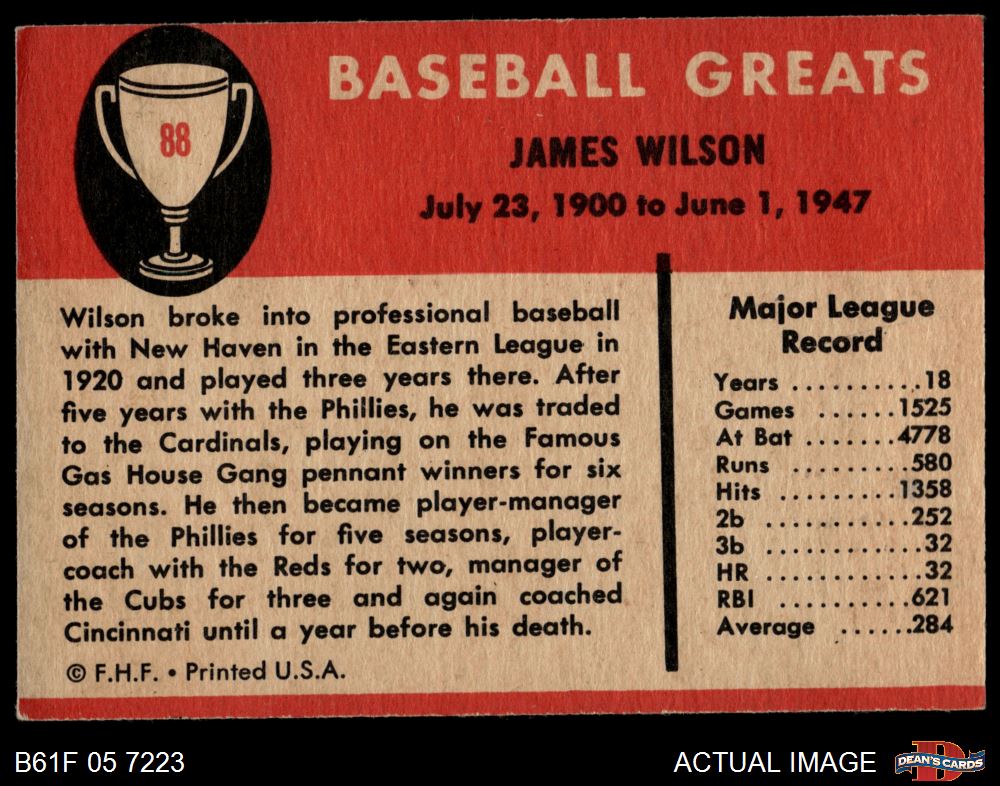 88
BASEBALL GREATS
JAMES WILSON
July 23, 1900 to June 1, 1947
Wilson broke into professional baseball
with New Haven in the Eastern League in
1920 and played three years there. After
five years with the Phillies, he was traded
to the Cardinals, playing on the Famous
Gas House Gang pennant winners for six
seasons. He then became player-manager
of the Phillies for five seasons, player-
coach with the Reds for two, manager of
the Cubs for three and again coached
Cincinnati until a year before his death.
© F.H.F. • Printed U.S.A.
Major League
Record
Years ..........18
Games ......1525
At Bat .......4778
Runs .........580
Hits .........1358
2b ...........252
3b ............32
HR ............32
RBI ..........621
Average ......284
B61F 05 7223
ACTUAL IMAGE
D
DEAN'S CARDS